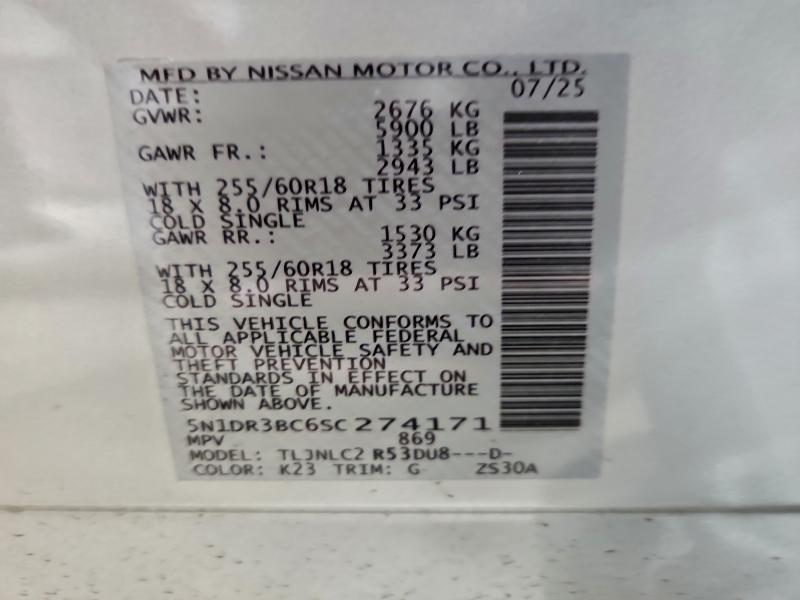 MFD BY NISSAN MOTOR CO., LTD.
DATE: 07/25
GVWR: 2676 KG
5900 LB
GAWR FR.: 1335 KG
2943 LB
WITH 255/60R18 TIRES
18 X 8.0 RIMS AT 33 PSI
COLD SINGLE
GAWR RR.: 1530 KG
3373 LB
WITH 255/60R18 TIRES
18 X 8.0 RIMS AT 33 PSI
COLD SINGLE
THIS VEHICLE CONFORMS TO
ALL APPLICABLE FEDERAL
MOTOR VEHICLE SAFETY AND
THEFT PREVENTION
STANDARDS IN EFFECT ON
THE DATE OF MANUFACTURE
SHOWN ABOVE.
5N1DR3BC6SC274171
MPV 869
MODEL: TLJNLC2 R53DU8---D-
COLOR: K23 TRIM: G ZS30A